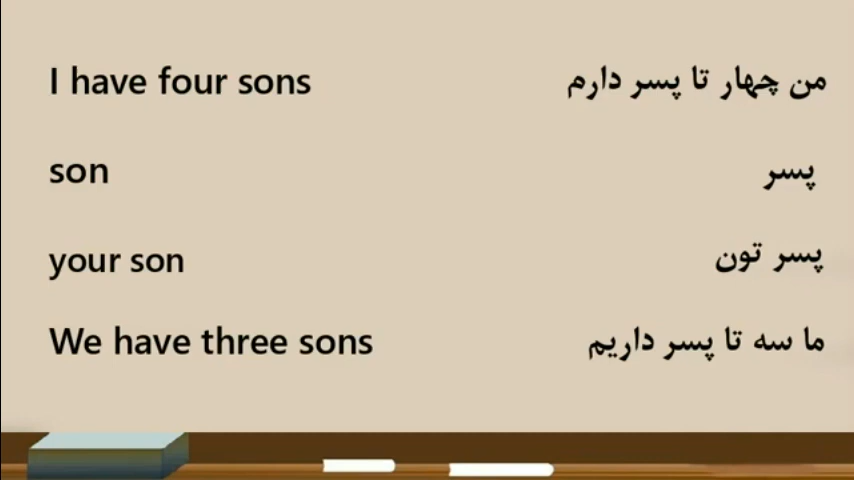 I have four sons من چهار تا پسر دارم
son پسر
your son پسر تون
We have three sons ما سه تا پسر داریم